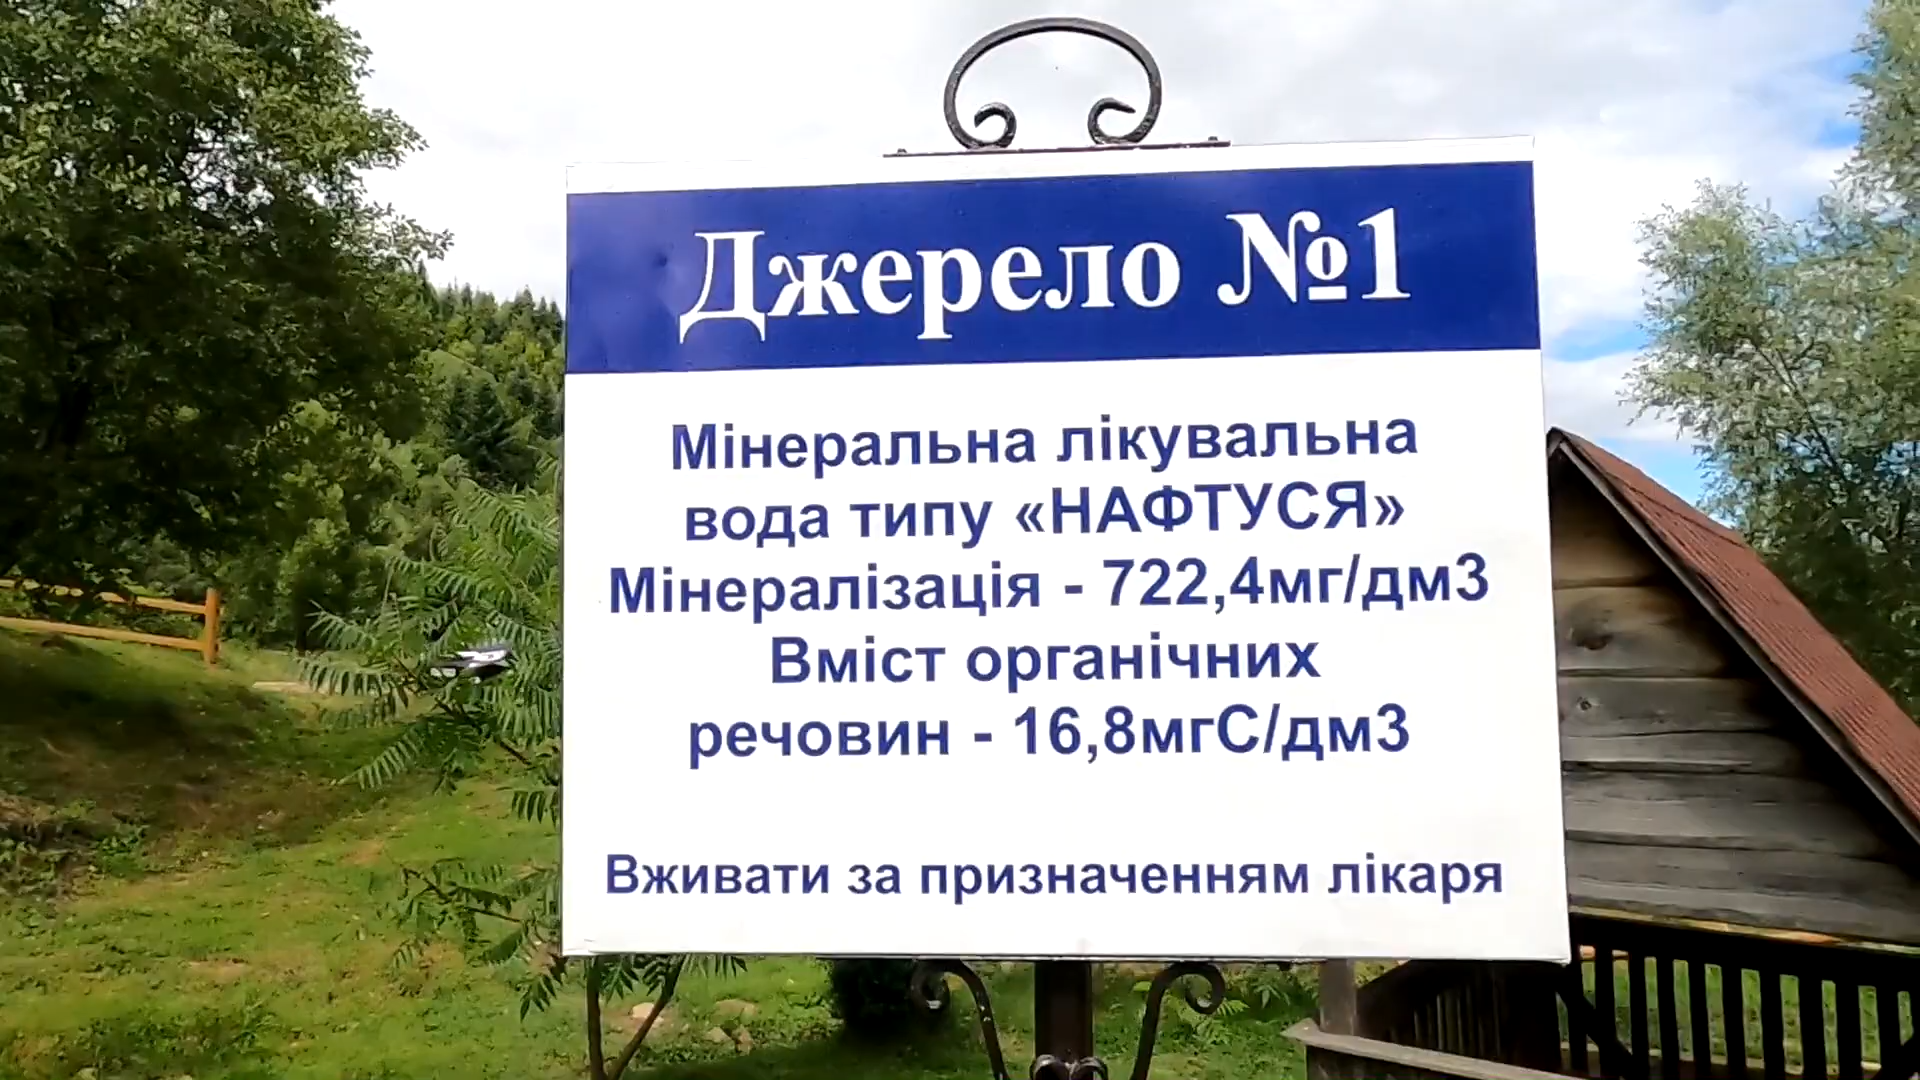 Джерело №1
Мінеральна лікувальна
вода типу «НАФТУСЯ»
Мінералізація - 722,4мг/дм3
Вміст органічних
речовин - 16,8мгС/дм3
Вживати за призначенням лікаря